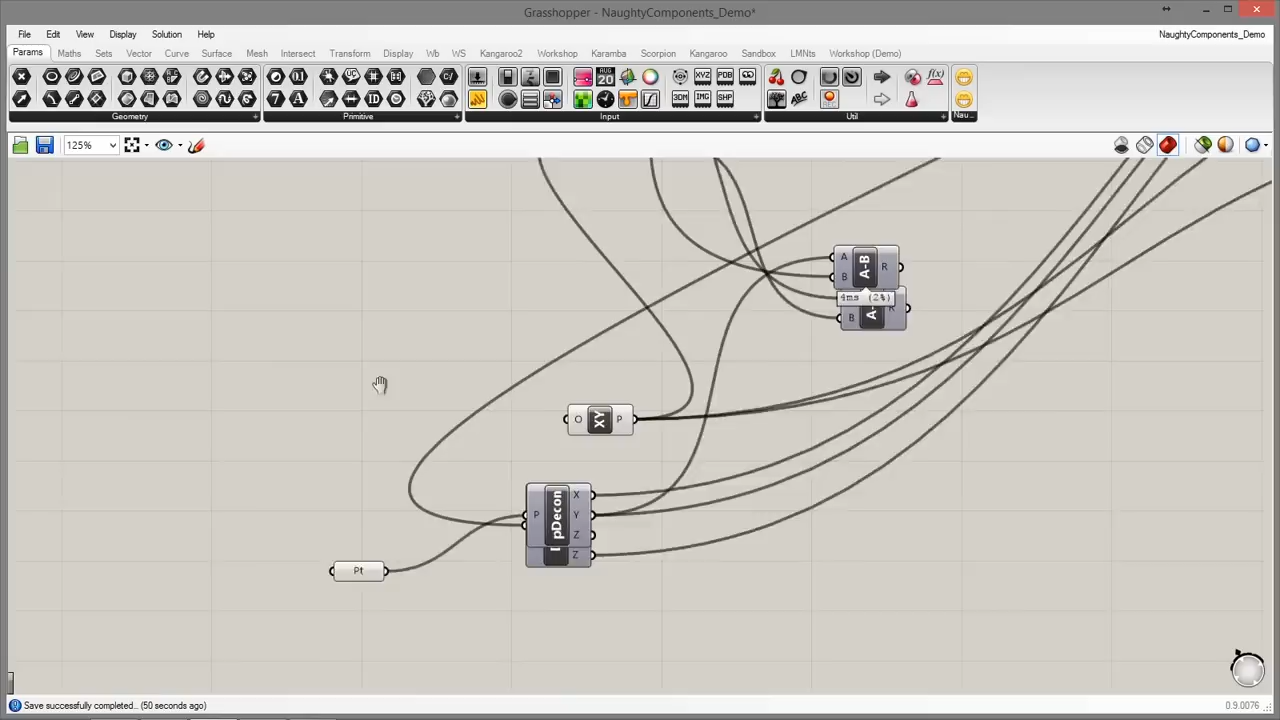 Grasshopper - NaughtyComponents_Demo*
File Edit View Display Solution Help
NaughtyComponents_Demo
Params Maths Sets Vector Curve Surface Mesh Intersect Transform Display Wb WS Kangaroo2 Workshop Karamba Scorpion Kangaroo Sandbox LMNts Workshop (Demo)
Geometry Primitive Input Util Nau...
125%
A B A-B R
4ms (2%)
B A- R
O XY P
P pDecon X Y Z Z
Pt
Save successfully completed... (50 seconds ago)
0.9.0076